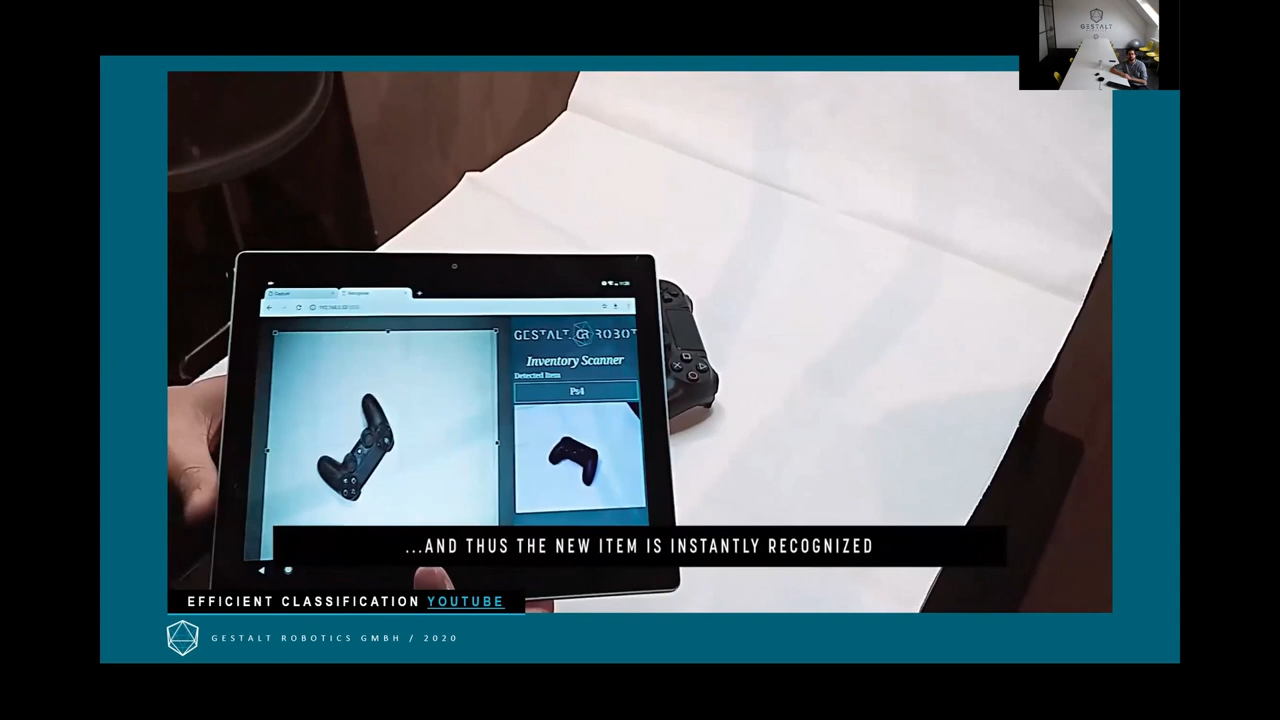 GESTALT
GESTALT ROBOT
Inventory Scanner
Detected Item
Ps4
...AND THUS THE NEW ITEM IS INSTANTLY RECOGNIZED
EFFICIENT CLASSIFICATION YOUTUBE
GESTALT ROBOTICS GMBH / 2020